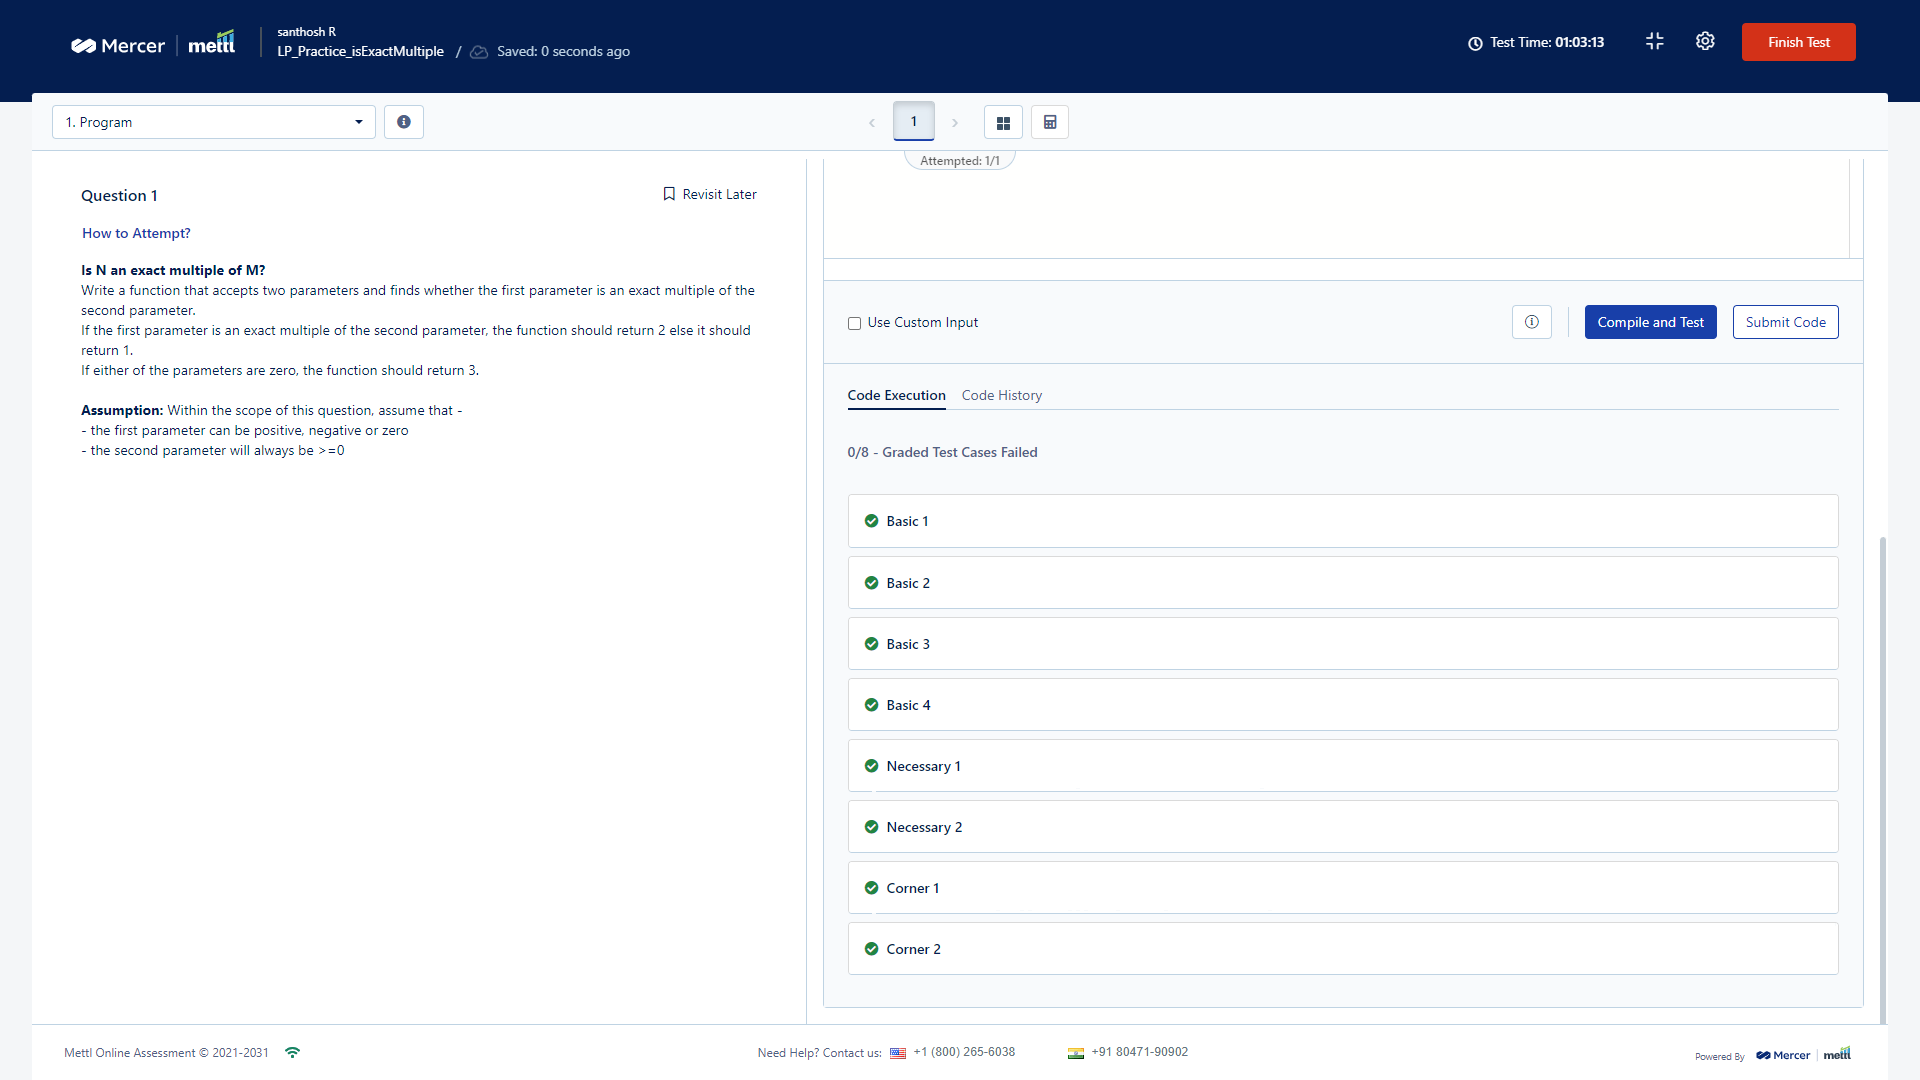 Mercer | mettl
santhosh R
LP_Practice_isExactMultiple / Saved: 0 seconds ago
Test Time: 01:03:13
Finish Test
1. Program
1
Attempted: 1/1
Question 1
Revisit Later
How to Attempt?
Is N an exact multiple of M?
Write a function that accepts two parameters and finds whether the first parameter is an exact multiple of the
second parameter.
If the first parameter is an exact multiple of the second parameter, the function should return 2 else it should
return 1.
If either of the parameters are zero, the function should return 3.
Assumption: Within the scope of this question, assume that -
- the first parameter can be positive, negative or zero
- the second parameter will always be >=0
Use Custom Input
Compile and Test
Submit Code
Code Execution
Code History
0/8 - Graded Test Cases Failed
Basic 1
Basic 2
Basic 3
Basic 4
Necessary 1
Necessary 2
Corner 1
Corner 2
Mettl Online Assessment © 2021-2031
Need Help? Contact us: +1 (800) 265-6038
+91 80471-90902
Powered By Mercer | mettl